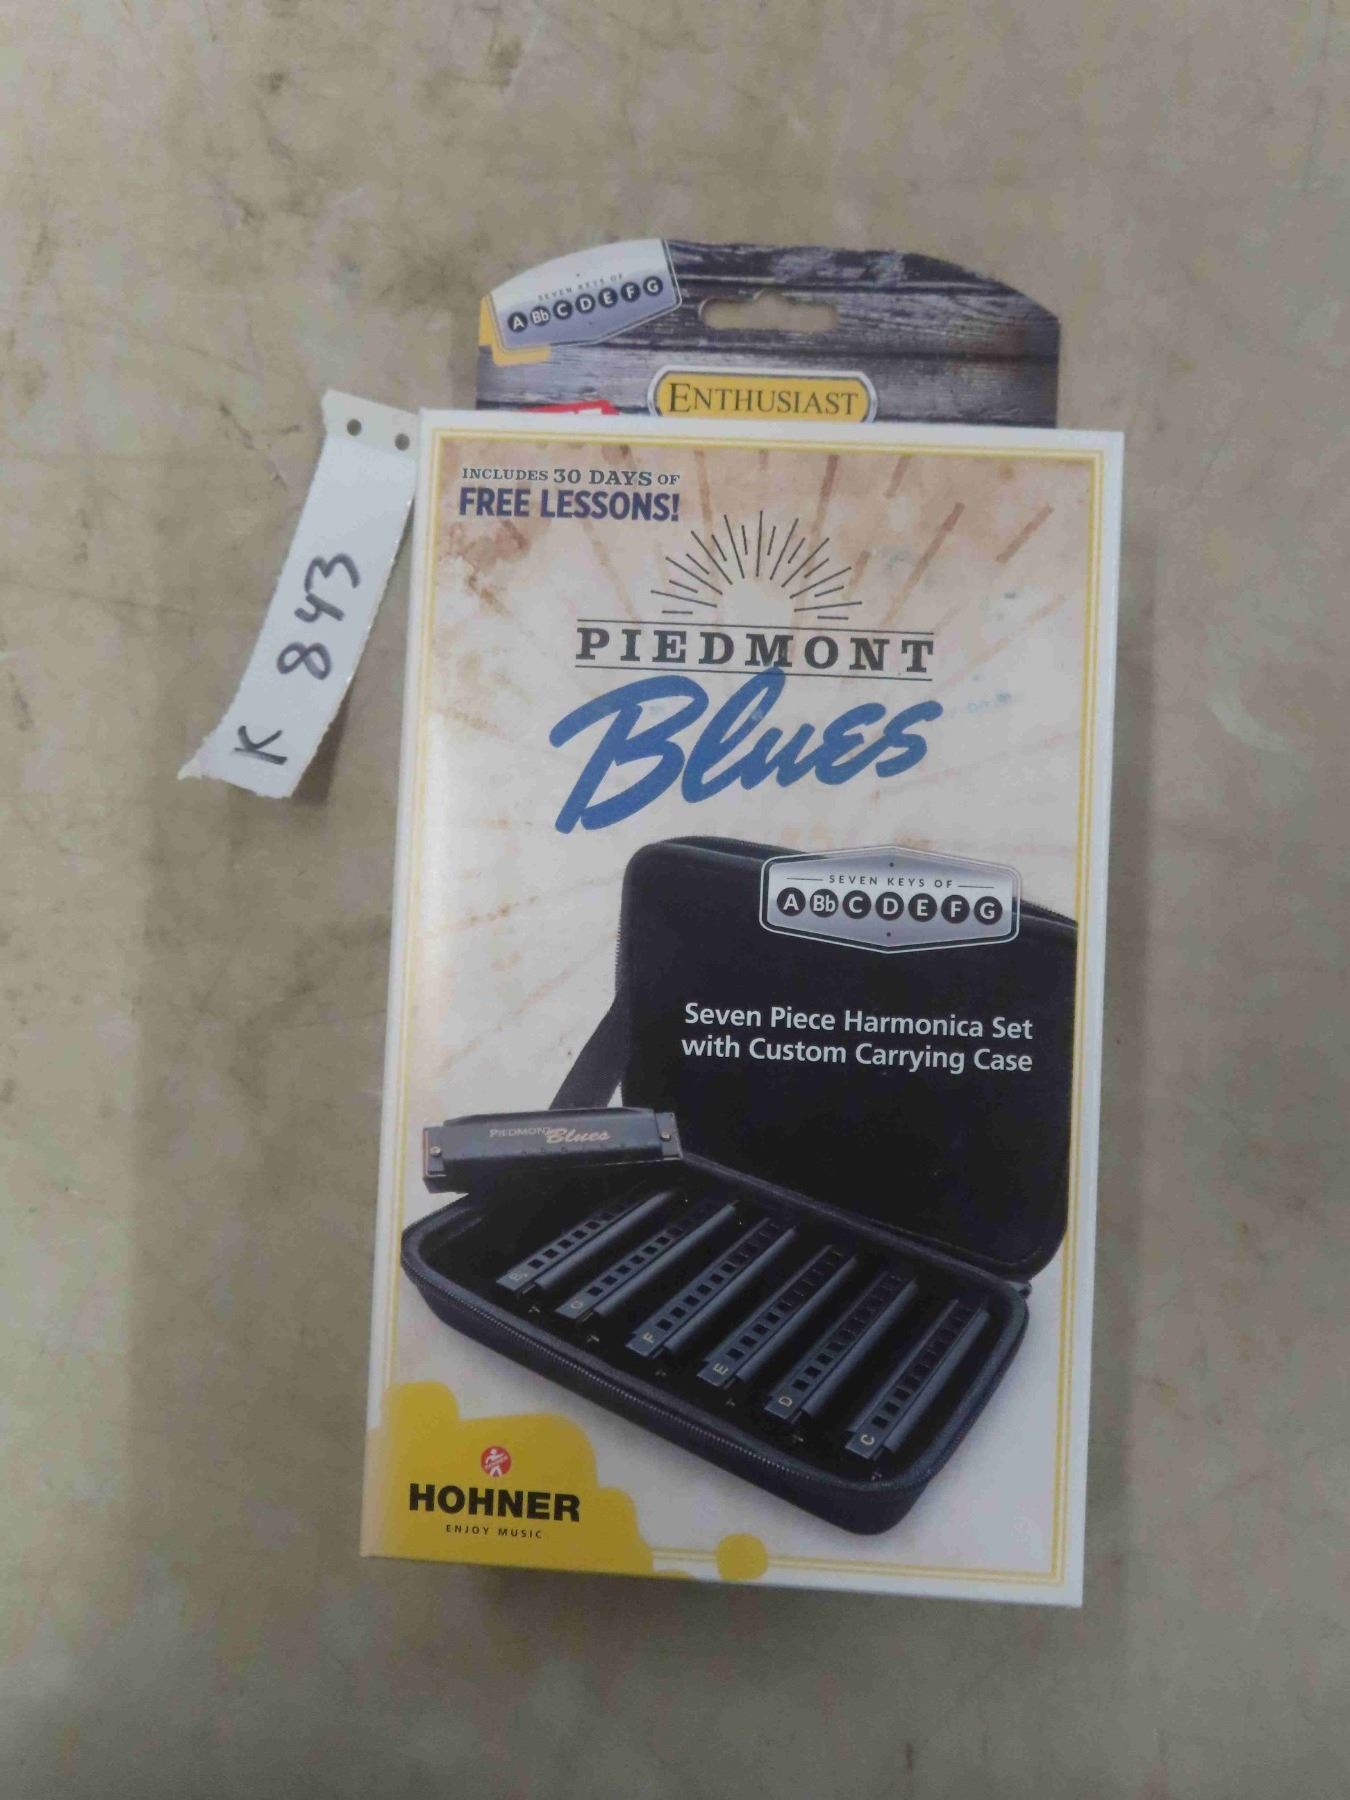 SEVEN KEYS OF
A Bb C D E F G
ENTHUSIAST
INCLUDES 30 DAYS OF
FREE LESSONS!
K 843
PIEDMONT
Blues
SEVEN KEYS OF
A Bb C D E F G
Seven Piece Harmonica Set
with Custom Carrying Case
PIEDMONT Blues
F
E
D
C
HOHNER
ENJOY MUSIC